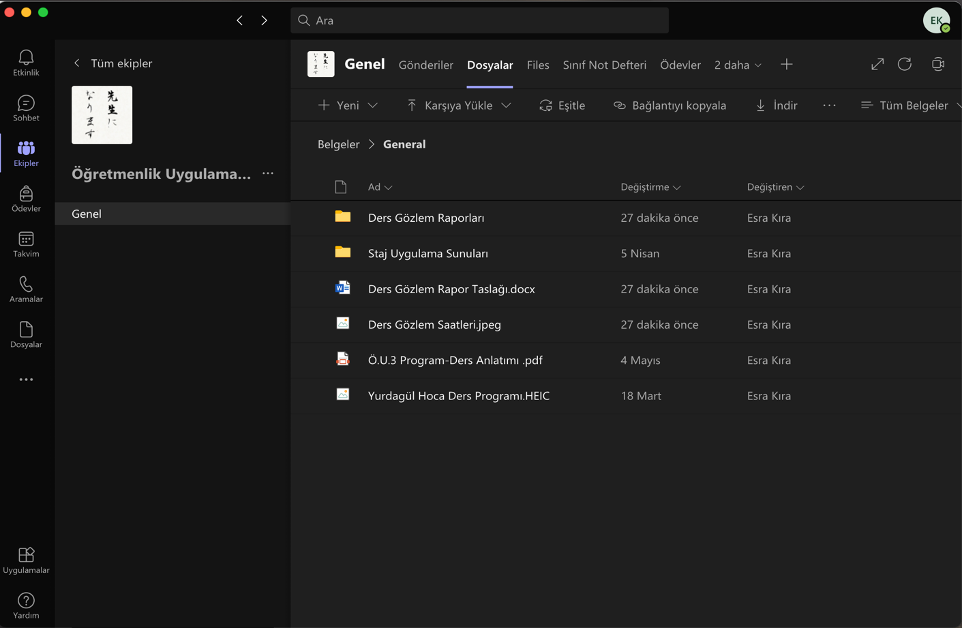 Ara
EK
Etkinlik
Sohbet
Ekipler
Ödevler
Takvim
Aramalar
Dosyalar
Uygulamalar
Yardım
Tüm ekipler
先生に
なります
Öğretmenlik Uygulama...
Genel
Genel Gönderiler Dosyalar Files Sınıf Not Defteri Ödevler 2 daha
Yeni Karşıya Yükle Eşitle Bağlantıyı kopyala İndir Tüm Belgeler
Belgeler > General
Ad Değiştirme Değiştiren
Ders Gözlem Raporları 27 dakika önce Esra Kıra
Staj Uygulama Sunuları 5 Nisan Esra Kıra
Ders Gözlem Rapor Taslağı.docx 27 dakika önce Esra Kıra
Ders Gözlem Saatleri.jpeg 27 dakika önce Esra Kıra
Ö.U.3 Program-Ders Anlatımı .pdf 4 Mayıs Esra Kıra
Yurdagül Hoca Ders Programı.HEIC 18 Mart Esra Kıra